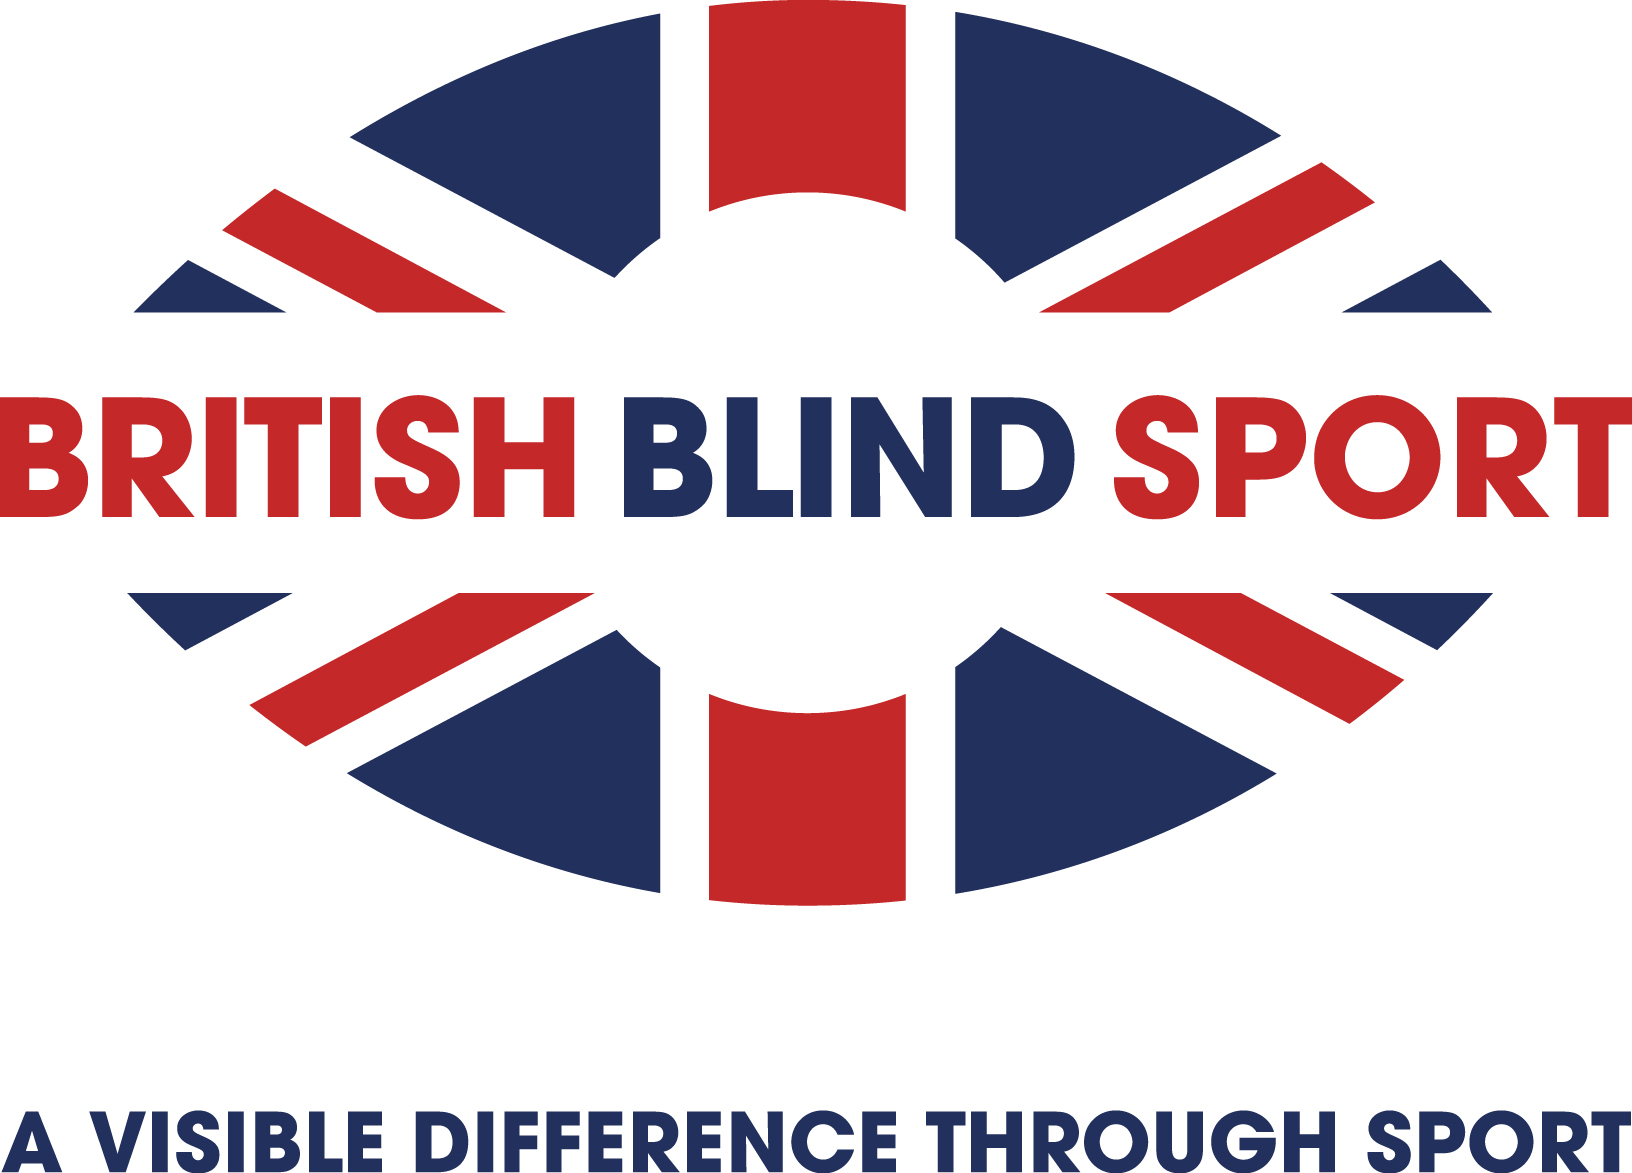 BRITISH BLIND SPORT
A VISIBLE DIFFERENCE THROUGH SPORT